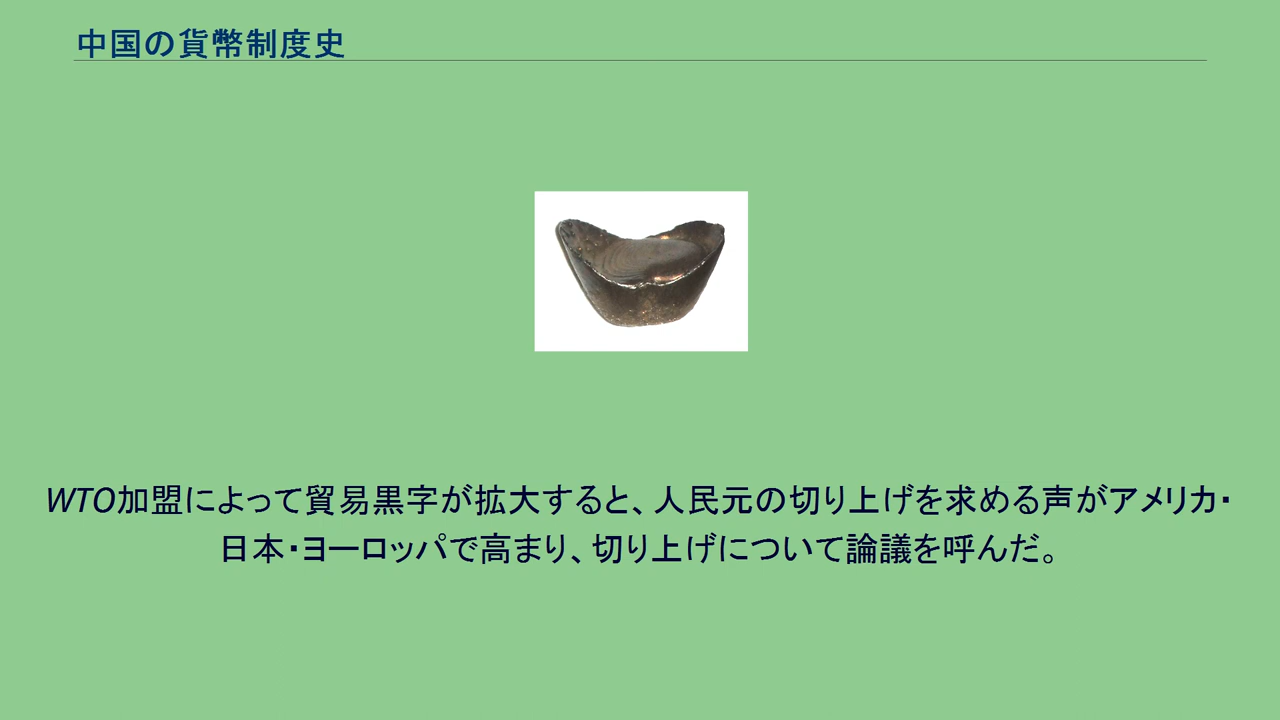 中国の貨幣制度史
WTO加盟によって貿易黒字が拡大すると、人民元の切り上げを求める声がアメリカ・
日本・ヨーロッパで高まり、切り上げについて論議を呼んだ。